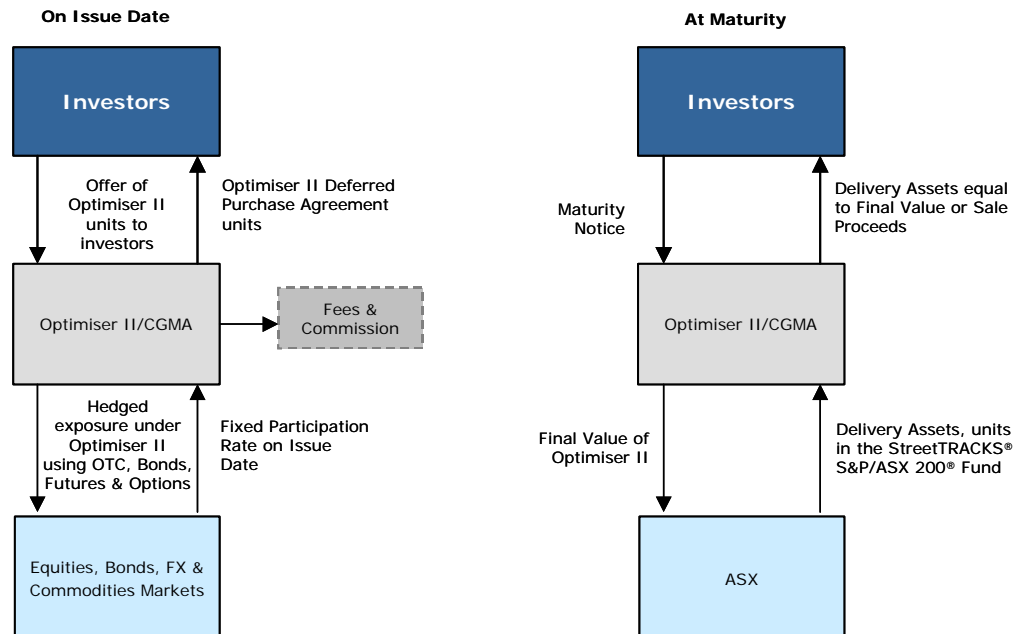 On Issue Date
Investors
Offer of
Optimiser II
units to
investors
Optimiser II Deferred
Purchase Agreement
units
Optimiser II/CGMA
Fees &
Commission
Hedged
exposure under
Optimiser II
using OTC, Bonds,
Futures & Options
Fixed Participation
Rate on Issue
Date
Equities, Bonds, FX &
Commodities Markets
At Maturity
Investors
Maturity
Notice
Delivery Assets equal
to Final Value or Sale
Proceeds
Optimiser II/CGMA
Final Value of
Optimiser II
Delivery Assets, units
in the StreetTRACKS®
S&P/ASX 200® Fund
ASX